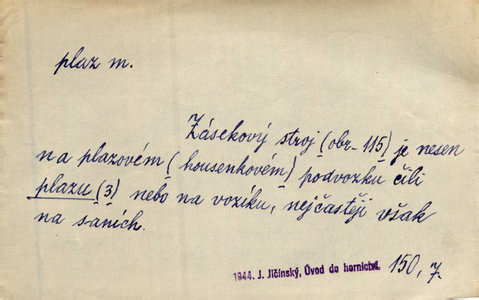 plaz m.
Zásekový stroj (obr. 115) je nesen
na plazovém (housenkovém) podvozku čili
plazu (3) nebo na vozíku, nejčastěji však
na saních.
1944. J. Jičínský, Úvod do hornictví. 150, 7.